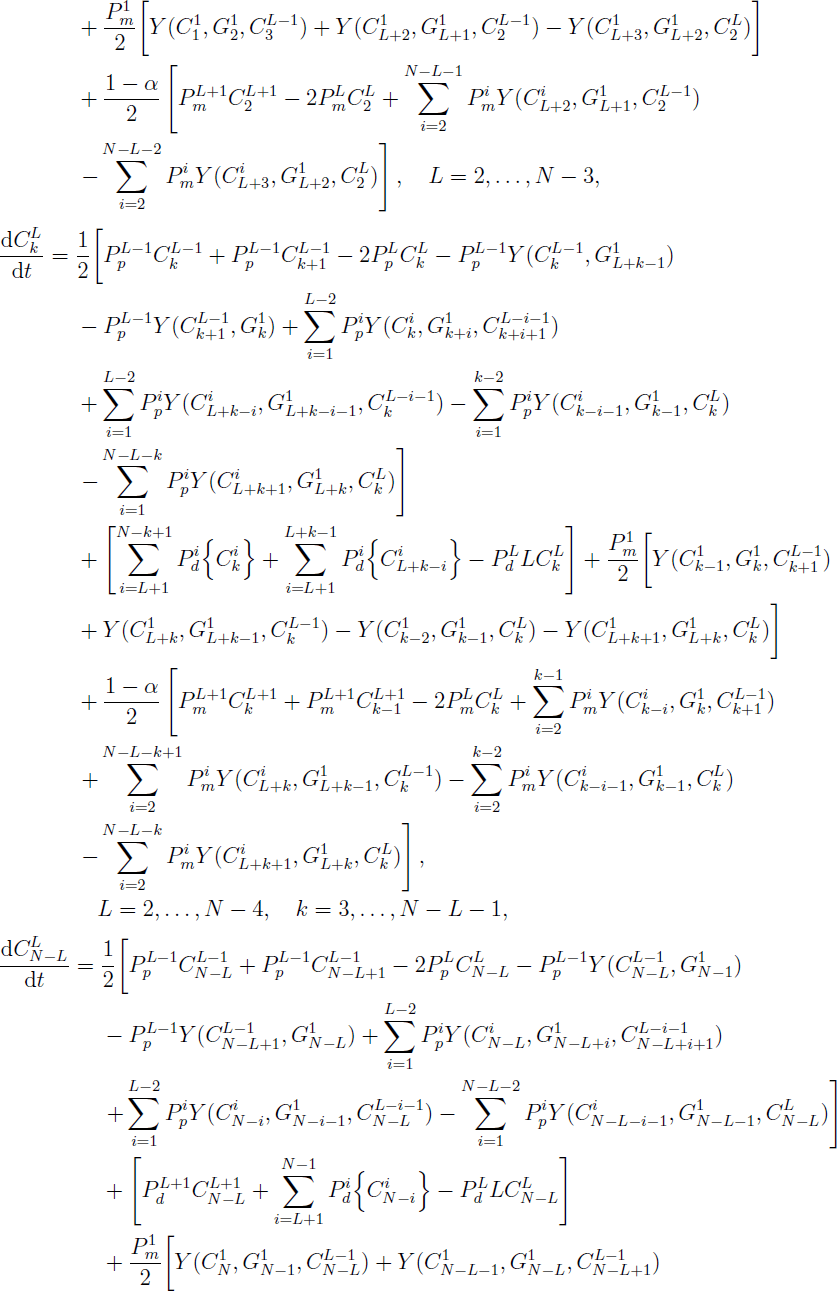 $+ \frac{P_m^1}{2}\Big[ Y(C_1^1, G_2^1, C_3^{L-1}) + Y(C_{L+2}^1, G_{L+1}^1, C_2^{L-1}) - Y(C_{L+3}^1, G_{L+2}^1, C_2^L) \Big]$
$+ \frac{1-\alpha}{2} \Big[ P_m^{L+1} C_2^{L+1} - 2P_m^L C_2^L + \sum_{i=2}^{N-L-1} P_m^i Y(C_{L+2}^i, G_{L+1}^1, C_2^{L-1})$
$- \sum_{i=2}^{N-L-2} P_m^i Y(C_{L+3}^i, G_{L+2}^1, C_2^L) \Big], \quad L = 2, \ldots, N-3,$
$\frac{\mathrm{d}C_k^L}{\mathrm{d}t} = \frac{1}{2}\Big[ P_p^{L-1} C_k^{L-1} + P_p^{L-1} C_{k+1}^{L-1} - 2P_p^L C_k^L - P_p^{L-1} Y(C_k^{L-1}, G_{L+k-1}^1)$
$- P_p^{L-1} Y(C_{k+1}^{L-1}, G_k^1) + \sum_{i=1}^{L-2} P_p^i Y(C_k^i, G_{k+i}^1, C_{k+i+1}^{L-i-1})$
$+ \sum_{i=1}^{L-2} P_p^i Y(C_{L+k-i}^i, G_{L+k-i-1}^1, C_k^{L-i-1}) - \sum_{i=1}^{k-2} P_p^i Y(C_{k-i-1}^i, G_{k-1}^1, C_k^L)$
$- \sum_{i=1}^{N-L-k} P_p^i Y(C_{L+k+1}^i, G_{L+k}^1, C_k^L) \Big]$
$+ \Big[ \sum_{i=L+1}^{N-k+1} P_d^i \{ C_k^i \} + \sum_{i=L+1}^{L+k-1} P_d^i \{ C_{L+k-i}^i \} - P_d^L L C_k^L \Big] + \frac{P_m^1}{2}\Big[ Y(C_{k-1}^1, G_k^1, C_{k+1}^{L-1})$
$+ Y(C_{L+k}^1, G_{L+k-1}^1, C_k^{L-1}) - Y(C_{k-2}^1, G_{k-1}^1, C_k^L) - Y(C_{L+k+1}^1, G_{L+k}^1, C_k^L) \Big]$
$+ \frac{1-\alpha}{2} \Big[ P_m^{L+1} C_k^{L+1} + P_m^{L+1} C_{k-1}^{L+1} - 2P_m^L C_k^L + \sum_{i=2}^{k-1} P_m^i Y(C_{k-i}^i, G_k^1, C_{k+1}^{L-1})$
$+ \sum_{i=2}^{N-L-k+1} P_m^i Y(C_{L+k}^i, G_{L+k-1}^1, C_k^{L-1}) - \sum_{i=2}^{k-2} P_m^i Y(C_{k-i-1}^i, G_{k-1}^1, C_k^L)$
$- \sum_{i=2}^{N-L-k} P_m^i Y(C_{L+k+1}^i, G_{L+k}^1, C_k^L) \Big],$
$L = 2, \ldots, N-4, \quad k = 3, \ldots, N-L-1,$
$\frac{\mathrm{d}C_{N-L}^L}{\mathrm{d}t} = \frac{1}{2}\Big[ P_p^{L-1} C_{N-L}^{L-1} + P_p^{L-1} C_{N-L+1}^{L-1} - 2P_p^L C_{N-L}^L - P_p^{L-1} Y(C_{N-L}^{L-1}, G_{N-1}^1)$
$- P_p^{L-1} Y(C_{N-L+1}^{L-1}, G_{N-L}^1) + \sum_{i=1}^{L-2} P_p^i Y(C_{N-L}^i, G_{N-L+i}^1, C_{N-L+i+1}^{L-i-1})$
$+ \sum_{i=1}^{L-2} P_p^i Y(C_{N-i}^i, G_{N-i-1}^1, C_{N-L}^{L-i-1}) - \sum_{i=1}^{N-L-2} P_p^i Y(C_{N-L-i-1}^i, G_{N-L-1}^1, C_{N-L}^L) \Big]$
$+ \Big[ P_d^{L+1} C_{N-L}^{L+1} + \sum_{i=L+1}^{N-1} P_d^i \{ C_{N-i}^i \} - P_d^L L C_{N-L}^L \Big]$
$+ \frac{P_m^1}{2}\Big[ Y(C_N^1, G_{N-1}^1, C_{N-L}^{L-1}) + Y(C_{N-L-1}^1, G_{N-L}^1, C_{N-L+1}^{L-1})$